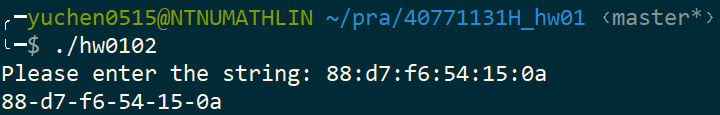 ╭─yuchen0515@NTNUMATHLIN ~/pra/40771131H_hw01 ‹master*›
╰─$ ./hw0102
Please enter the string: 88:d7:f6:54:15:0a
88-d7-f6-54-15-0a